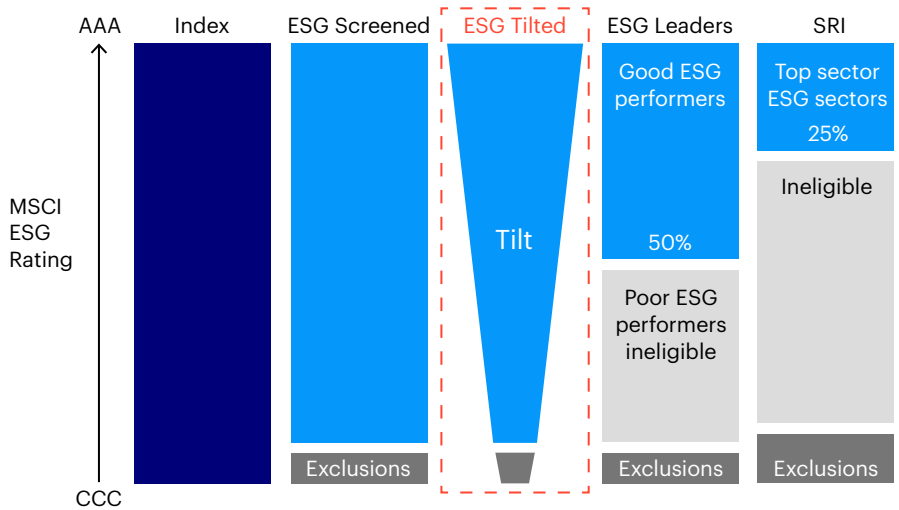 AAA
Index
ESG Screened
ESG Tilted
ESG Leaders
SRI
Good ESG
performers
50%
Top sector
ESG sectors
25%
Ineligible
MSCI
ESG
Rating
Tilt
Poor ESG
performers
ineligible
Exclusions
Exclusions
Exclusions
CCC